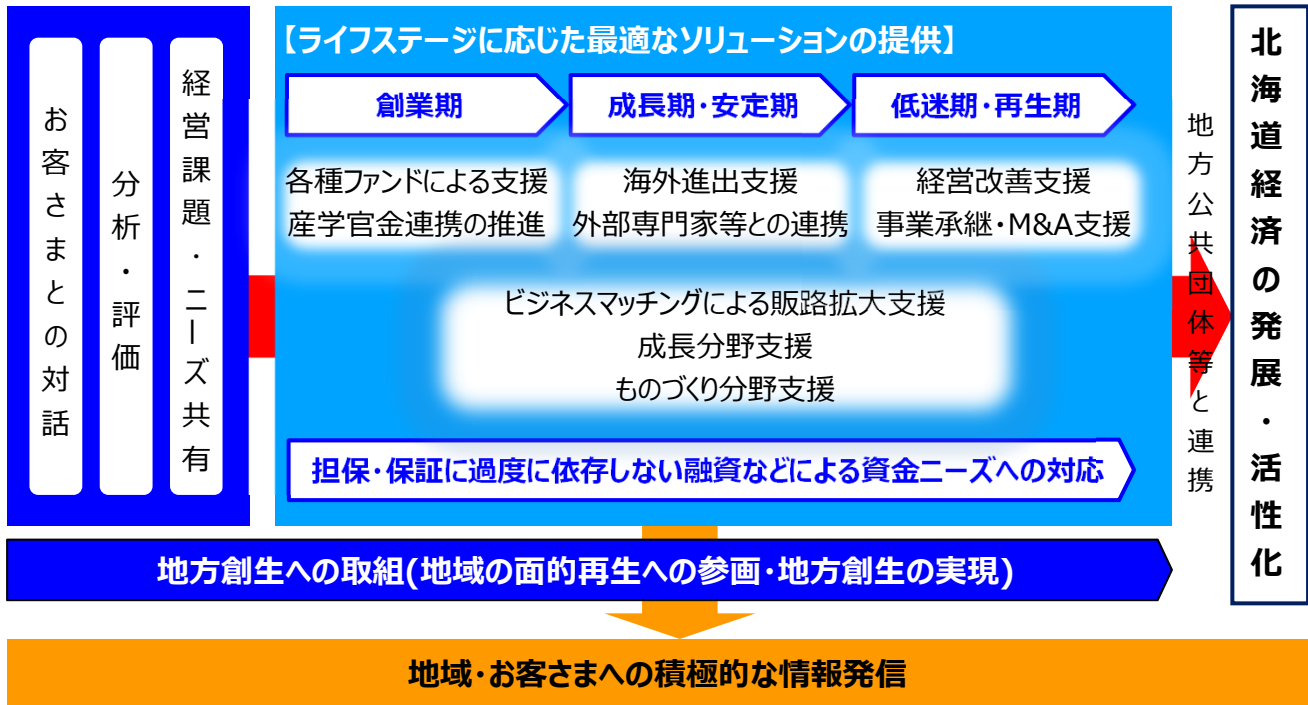 お客さまとの対話
分析・評価
経営課題・ニーズ共有
【ライフステージに応じた最適なソリューションの提供】
創業期
成長期・安定期
低迷期・再生期
各種ファンドによる支援
産学官金連携の推進
海外進出支援
外部専門家等との連携
経営改善支援
事業承継・M&A支援
ビジネスマッチングによる販路拡大支援
成長分野支援
ものづくり分野支援
担保・保証に過度に依存しない融資などによる資金ニーズへの対応
地方公共団体等と連携
北海道経済の発展・活性化
地方創生への取組(地域の面的再生への参画・地方創生の実現)
地域・お客さまへの積極的な情報発信